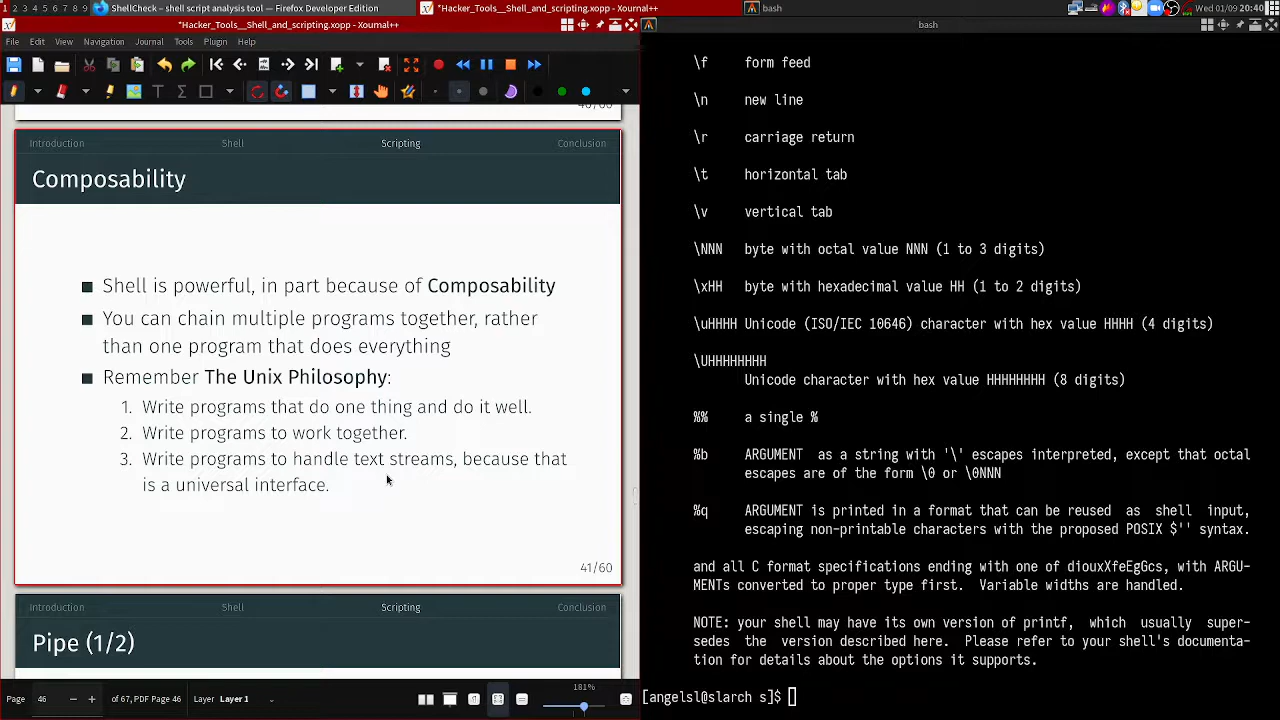 1 2 3 4 5 6 7 8 9
ShellCheck – shell script analysis tool — Firefox Developer Edition
*Hacker_Tools__Shell_and_scripting.xopp - Xournal++
bash
Wed 01/09 20:40
*Hacker_Tools__Shell_and_scripting.xopp - Xournal++
bash
File Edit View Navigation Journal Tools Plugin Help
40/60
Introduction Shell Scripting Conclusion
Composability
Shell is powerful, in part because of Composability
You can chain multiple programs together, rather
than one program that does everything
Remember The Unix Philosophy:
1. Write programs that do one thing and do it well.
2. Write programs to work together.
3. Write programs to handle text streams, because that
is a universal interface.
41/60
Introduction Shell Scripting Conclusion
Pipe (1/2)
Page 46 of 67, PDF Page 46 Layer Layer 1 181%
\f form feed
\n new line
\r carriage return
\t horizontal tab
\v vertical tab
\NNN byte with octal value NNN (1 to 3 digits)
\xHH byte with hexadecimal value HH (1 to 2 digits)
\uHHHH Unicode (ISO/IEC 10646) character with hex value HHHH (4 digits)
\UHHHHHHHH
Unicode character with hex value HHHHHHHH (8 digits)
%% a single %
%b ARGUMENT as a string with '\' escapes interpreted, except that octal
escapes are of the form \0 or \0NNN
%q ARGUMENT is printed in a format that can be reused as shell input,
escaping non-printable characters with the proposed POSIX $'' syntax.
and all C format specifications ending with one of diouxXfeEgGcs, with ARGU-
MENTs converted to proper type first. Variable widths are handled.
NOTE: your shell may have its own version of printf, which usually super-
sedes the version described here. Please refer to your shell's documenta-
tion for details about the options it supports.
[angelsl@slarch s]$